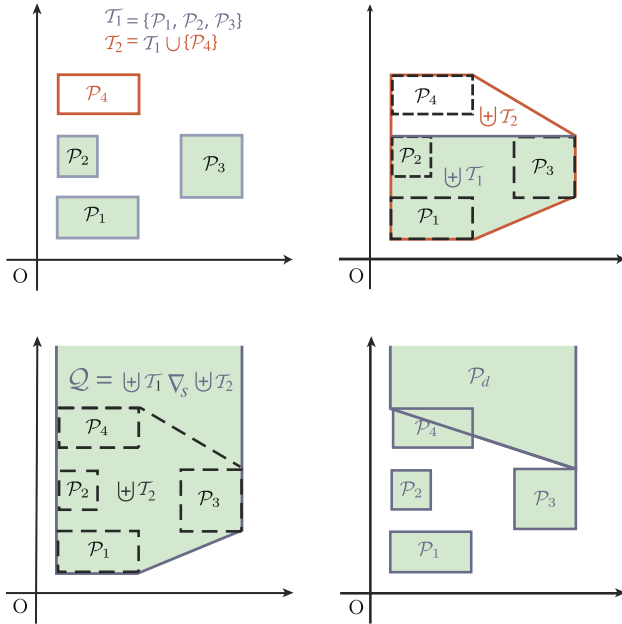 𝒯₁ = {𝒫₁, 𝒫₂, 𝒫₃}
𝒯₂ = 𝒯₁ ∪ {𝒫₄}
𝒫₄
𝒫₂
𝒫₃
𝒫₁
O
𝒫₄
⊎ 𝒯₂
𝒫₂
⊎ 𝒯₁
𝒫₃
𝒫₁
O
𝒬 = ⊎ 𝒯₁ ∇ₛ ⊎ 𝒯₂
𝒫₄
𝒫₂
⊎ 𝒯₂
𝒫₃
𝒫₁
O
𝒫_d
𝒫₄
𝒫₂
𝒫₃
𝒫₁
O